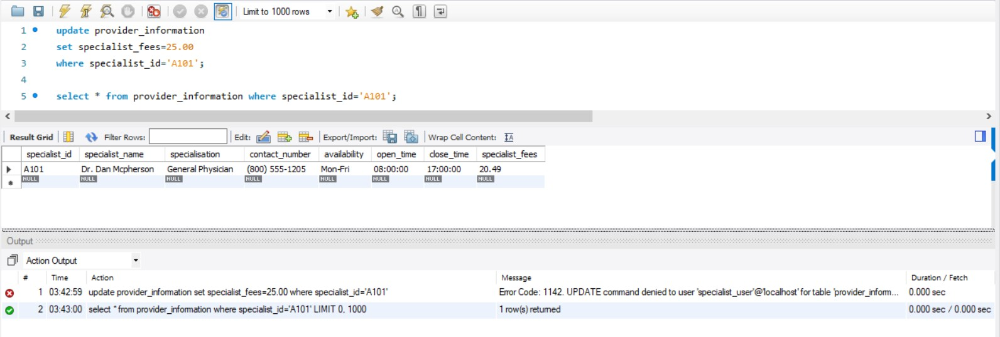 Limit to 1000 rows
1 update provider_information
2 set specialist_fees=25.00
3 where specialist_id='A101';
4
5 select * from provider_information where specialist_id='A101';
Result Grid Filter Rows: Edit: Export/Import: Wrap Cell Content:
specialist_id specialist_name specialisation contact_number availability open_time close_time specialist_fees
A101 Dr. Dan Mcpherson General Physician (800) 555-1205 Mon-Fri 08:00:00 17:00:00 20.49
NULL NULL NULL NULL NULL NULL NULL NULL
Output
Action Output
# Time Action Message Duration / Fetch
1 03:42:59 update provider_information set specialist_fees=25.00 where specialist_id='A101' Error Code: 1142. UPDATE command denied to user 'specialist_user'@'localhost' for table 'provider_inform... 0.000 sec
2 03:43:00 select * from provider_information where specialist_id='A101' LIMIT 0, 1000 1 row(s) returned 0.000 sec / 0.000 sec